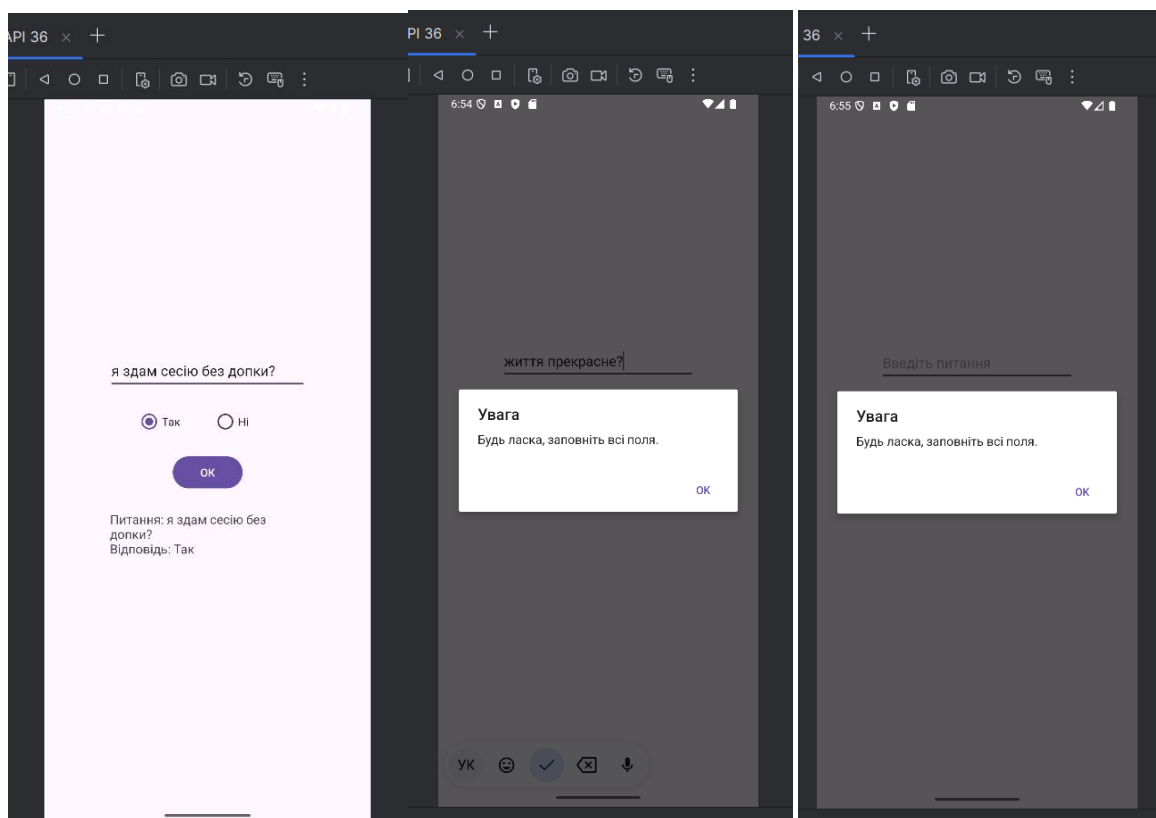 API 36
я здам сесію без допки?
Так
Ні
ОК
Питання: я здам сесію без
допки?
Відповідь: Так
PI 36
6:54
життя прекрасне?
Увага
Будь ласка, заповніть всі поля.
ОК
УК
36
6:55
Введіть питання
Увага
Будь ласка, заповніть всі поля.
ОК